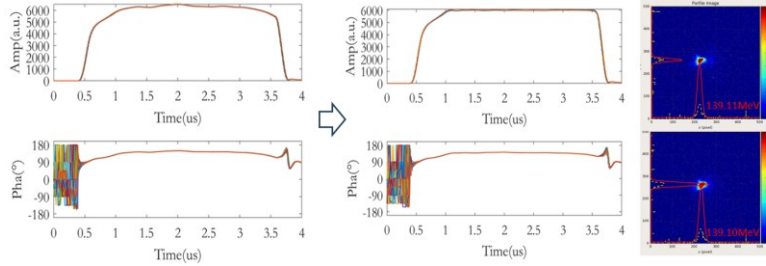 Profile Image
Amp(a.u.)
6000
5000
4000
3000
2000
1000
0
0 0.5 1 1.5 2 2.5 3 3.5 4
Time(us)
Amp(a.u.)
6000
5000
4000
3000
2000
1000
0
0 0.5 1 1.5 2 2.5 3 3.5 4
Time(us)
139.11MeV
x (pixel)
Pha(°)
180
90
0
-90
-180
0 0.5 1 1.5 2 2.5 3 3.5 4
Time(us)
Pha(°)
180
90
0
-90
-180
0 0.5 1 1.5 2 2.5 3 3.5 4
Time(us)
139.10MeV
x (pixel)